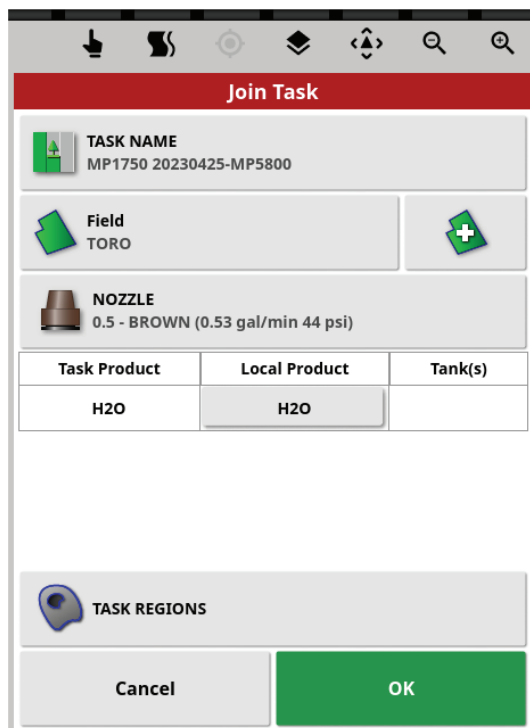 Join Task
TASK NAME
MP1750 20230425-MP5800
Field
TORO
NOZZLE
0.5 - BROWN (0.53 gal/min 44 psi)
Task Product Local Product Tank(s)
H2O H2O
TASK REGIONS
Cancel OK